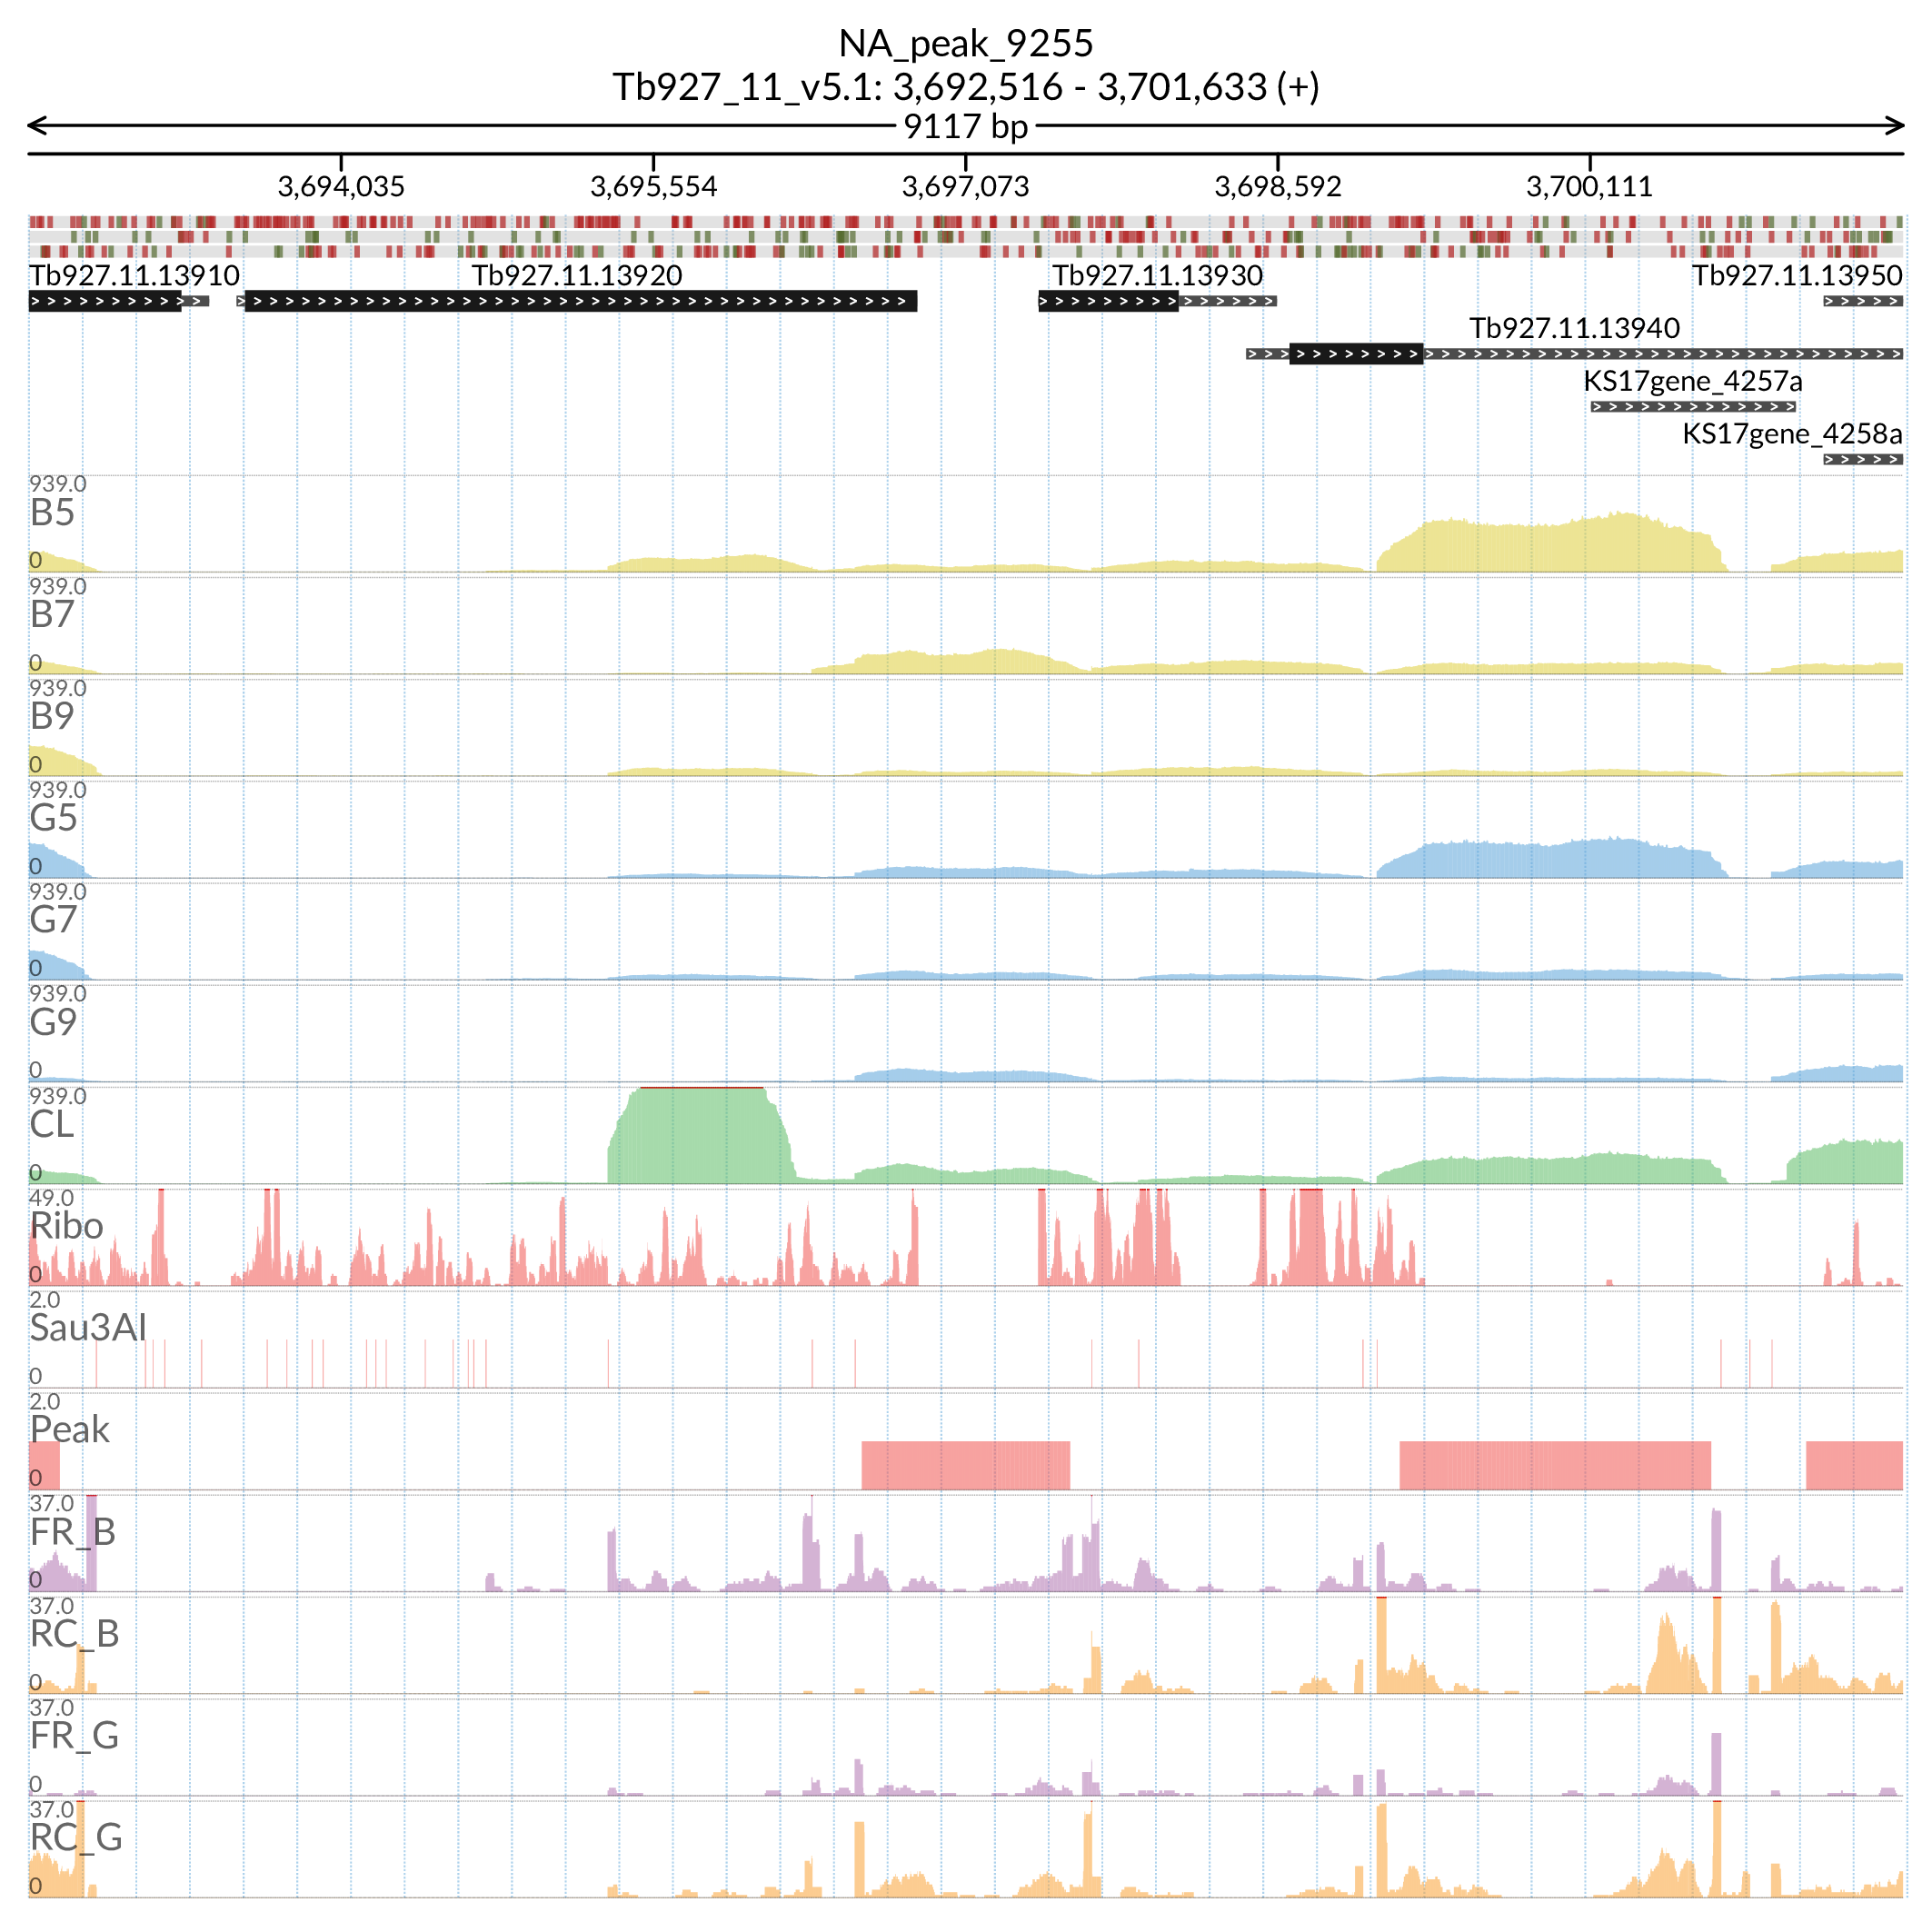 NA_peak_9255
Tb927_11_v5.1: 3,692,516 - 3,701,633 (+)
9117 bp
3,694,035 3,695,554 3,697,073 3,698,592 3,700,111
Tb927.11.13910 Tb927.11.13920 Tb927.11.13930 Tb927.11.13950
Tb927.11.13940
KS17gene_4257a
KS17gene_4258a
939.0
B5
0
939.0
B7
0
939.0
B9
0
939.0
G5
0
939.0
G7
0
939.0
G9
0
939.0
CL
0
49.0
Ribo
0
2.0
Sau3AI
0
2.0
Peak
0
37.0
FR_B
0
37.0
RC_B
0
37.0
FR_G
0
37.0
RC_G
0